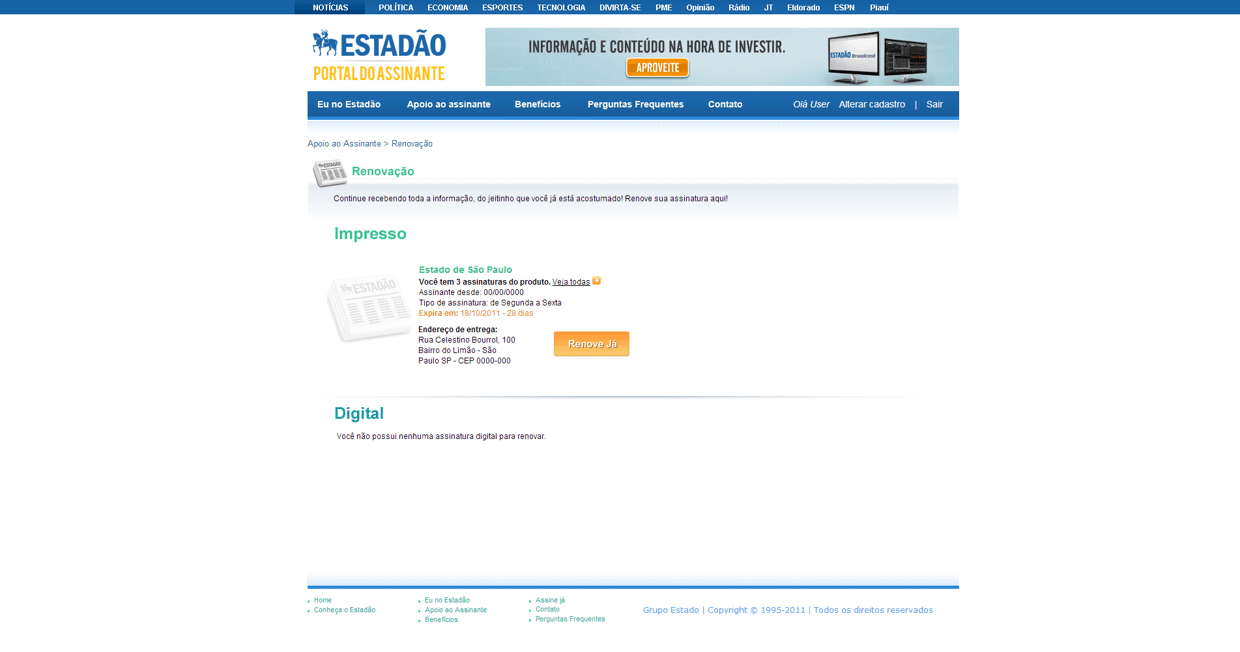 NOTÍCIAS POLÍTICA ECONOMIA ESPORTES TECNOLOGIA DIVIRTA-SE PME Opinião Rádio JT Eldorado ESPN Piauí
ESTADÃO
PORTAL DO ASSINANTE
INFORMAÇÃO E CONTEÚDO NA HORA DE INVESTIR.
APROVEITE
ESTADÃO Broadcast
Eu no Estadão Apoio ao assinante Benefícios Perguntas Frequentes Contato Olá User Alterar cadastro | Sair
Apoio ao Assinante > Renovação
ESTADÃO
Renovação
Continue recebendo toda a informação, do jeitinho que você já está acostumado! Renove sua assinatura aqui!
Impresso
ESTADÃO
Estado de São Paulo
Você tem 3 assinaturas do produto. Veja todas
Assinante desde: 00/00/0000
Tipo de assinatura: de Segunda a Sexta
Expira em: 18/10/2011 - 28 dias
Endereço de entrega:
Rua Celestino Bourrol, 100
Bairro do Limão - São
Paulo SP - CEP 0000-000
Renove Já
Digital
Você não possui nenhuma assinatura digital para renovar.
Home
Conheça o Estadão
Eu no Estadão
Apoio ao Assinante
Benefícios
Assine já
Contato
Perguntas Frequentes
Grupo Estado | Copyright © 1995-2011 | Todos os direitos reservados